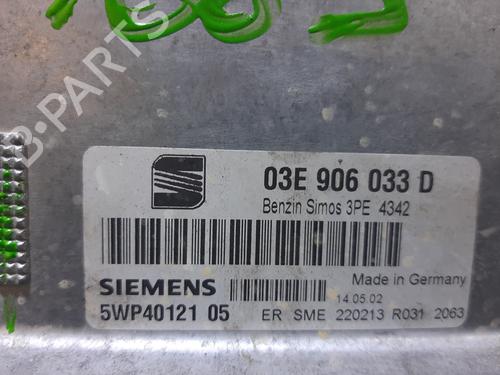 B-PARTS
03E 906 033 D
Benzin Simos 3PE 4342
SIEMENS
Made in Germany
14.05.02
5WP40121 05
ER SME 220213 R031 2063